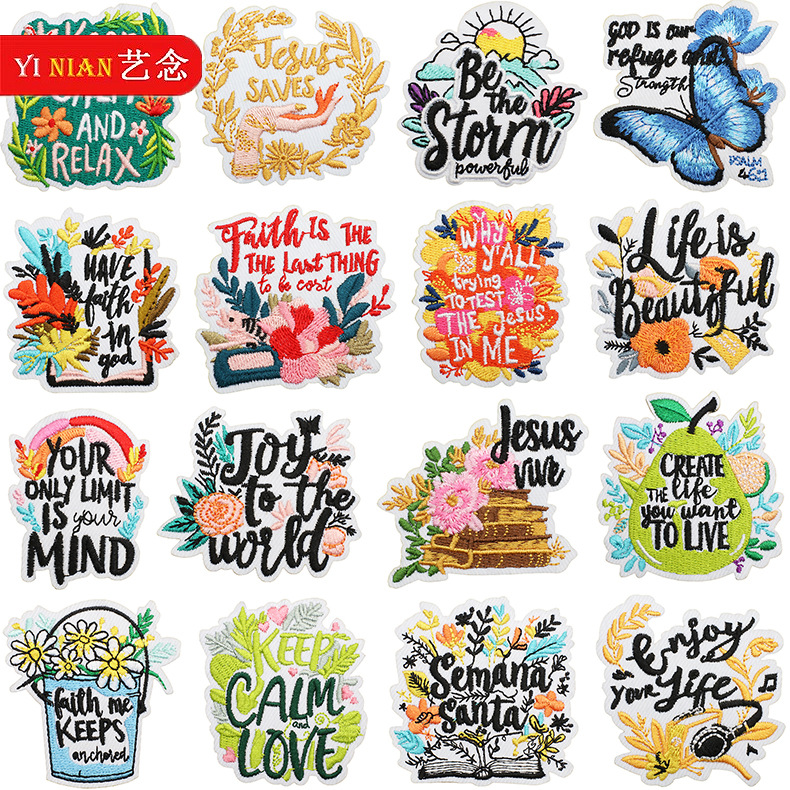 YI NIAN 艺念
AND
RELAX
Jesus
SAVES
Be
the
Storm
powerful
GOD IS our
refuge and
Strength
PSALM
46:1
HAVE
faith
in
god
Faith IS THE
THE LAST THING
to be cost
WHY
Y'ALL
trying
TO TEST
THE Jesus
IN ME
Life is
Beautiful
YOUR
ONLY LIMIT
IS your
MIND
Joy
to the
world
Jesus
vive
CREATE
THE life
you want
TO LIVE
faith me
KEEPS
anchored
KEEP
CALM
and
LOVE
Semana
Santa
Enjoy
YOUR life